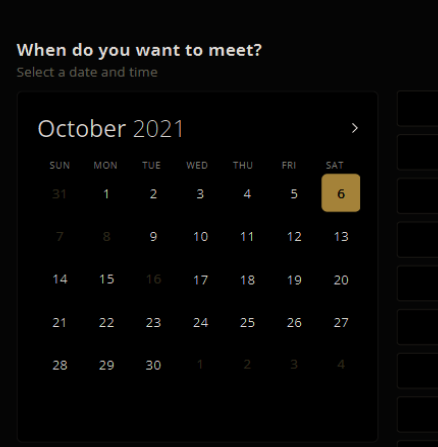 When do you want to meet?
Select a date and time
October 2021
SUN MON TUE WED THU FRI SAT
31 1 2 3 4 5 6
7 8 9 10 11 12 13
14 15 16 17 18 19 20
21 22 23 24 25 26 27
28 29 30 1 2 3 4